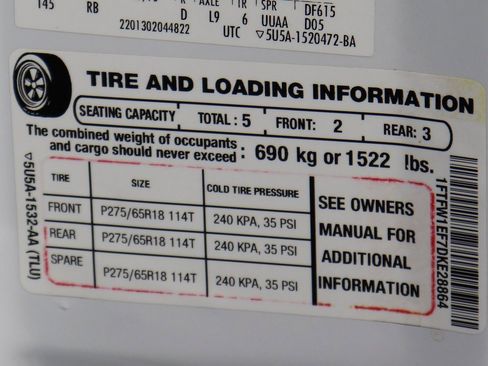 145 RB AXLE TR SPR DF615
D L9 6 UUAA D05
2201302044822 UTC ▽5U5A-1520472-BA
TIRE AND LOADING INFORMATION
SEATING CAPACITY TOTAL : 5 FRONT: 2 REAR: 3
The combined weight of occupants
and cargo should never exceed : 690 kg or 1522 lbs.
TIRE SIZE COLD TIRE PRESSURE
FRONT P275/65R18 114T 240 KPA, 35 PSI
REAR P275/65R18 114T 240 KPA, 35 PSI
SPARE P275/65R18 114T 240 KPA, 35 PSI
SEE OWNERS
MANUAL FOR
ADDITIONAL
INFORMATION
▽5U5A-1532-AA (TLU)
1FTFW1EF7DKE28864